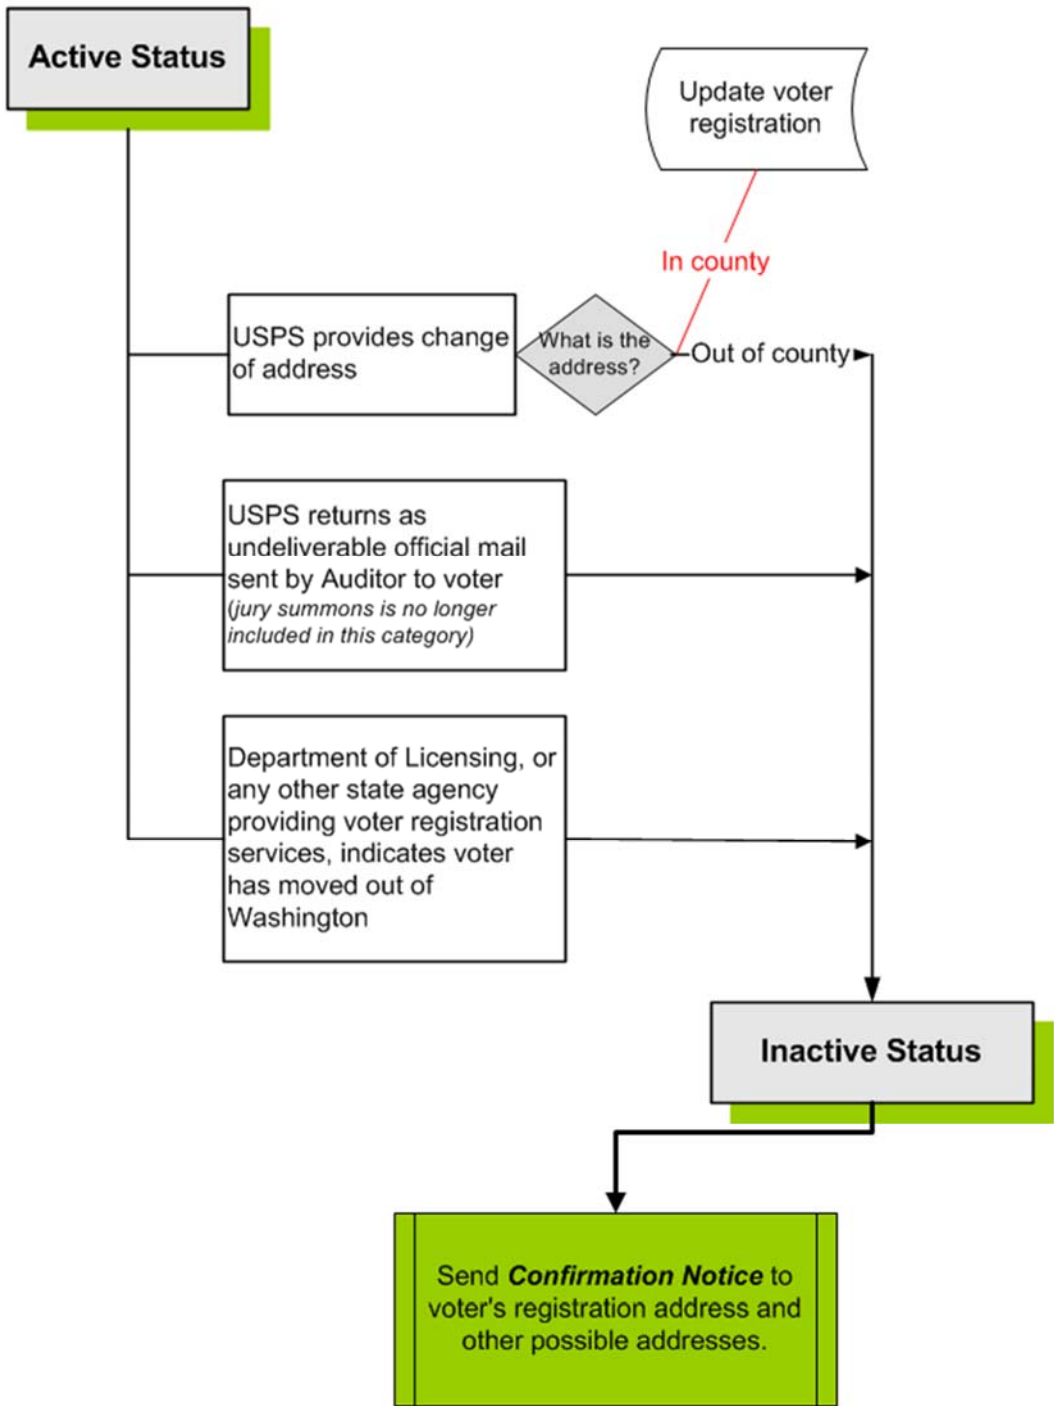 Active Status
Update voter
registration
In county
USPS provides change
of address
What is the
address?
Out of county
USPS returns as
undeliverable official mail
sent by Auditor to voter
(jury summons is no longer
included in this category)
Department of Licensing, or
any other state agency
providing voter registration
services, indicates voter
has moved out of
Washington
Inactive Status
Send Confirmation Notice to
voter's registration address and
other possible addresses.